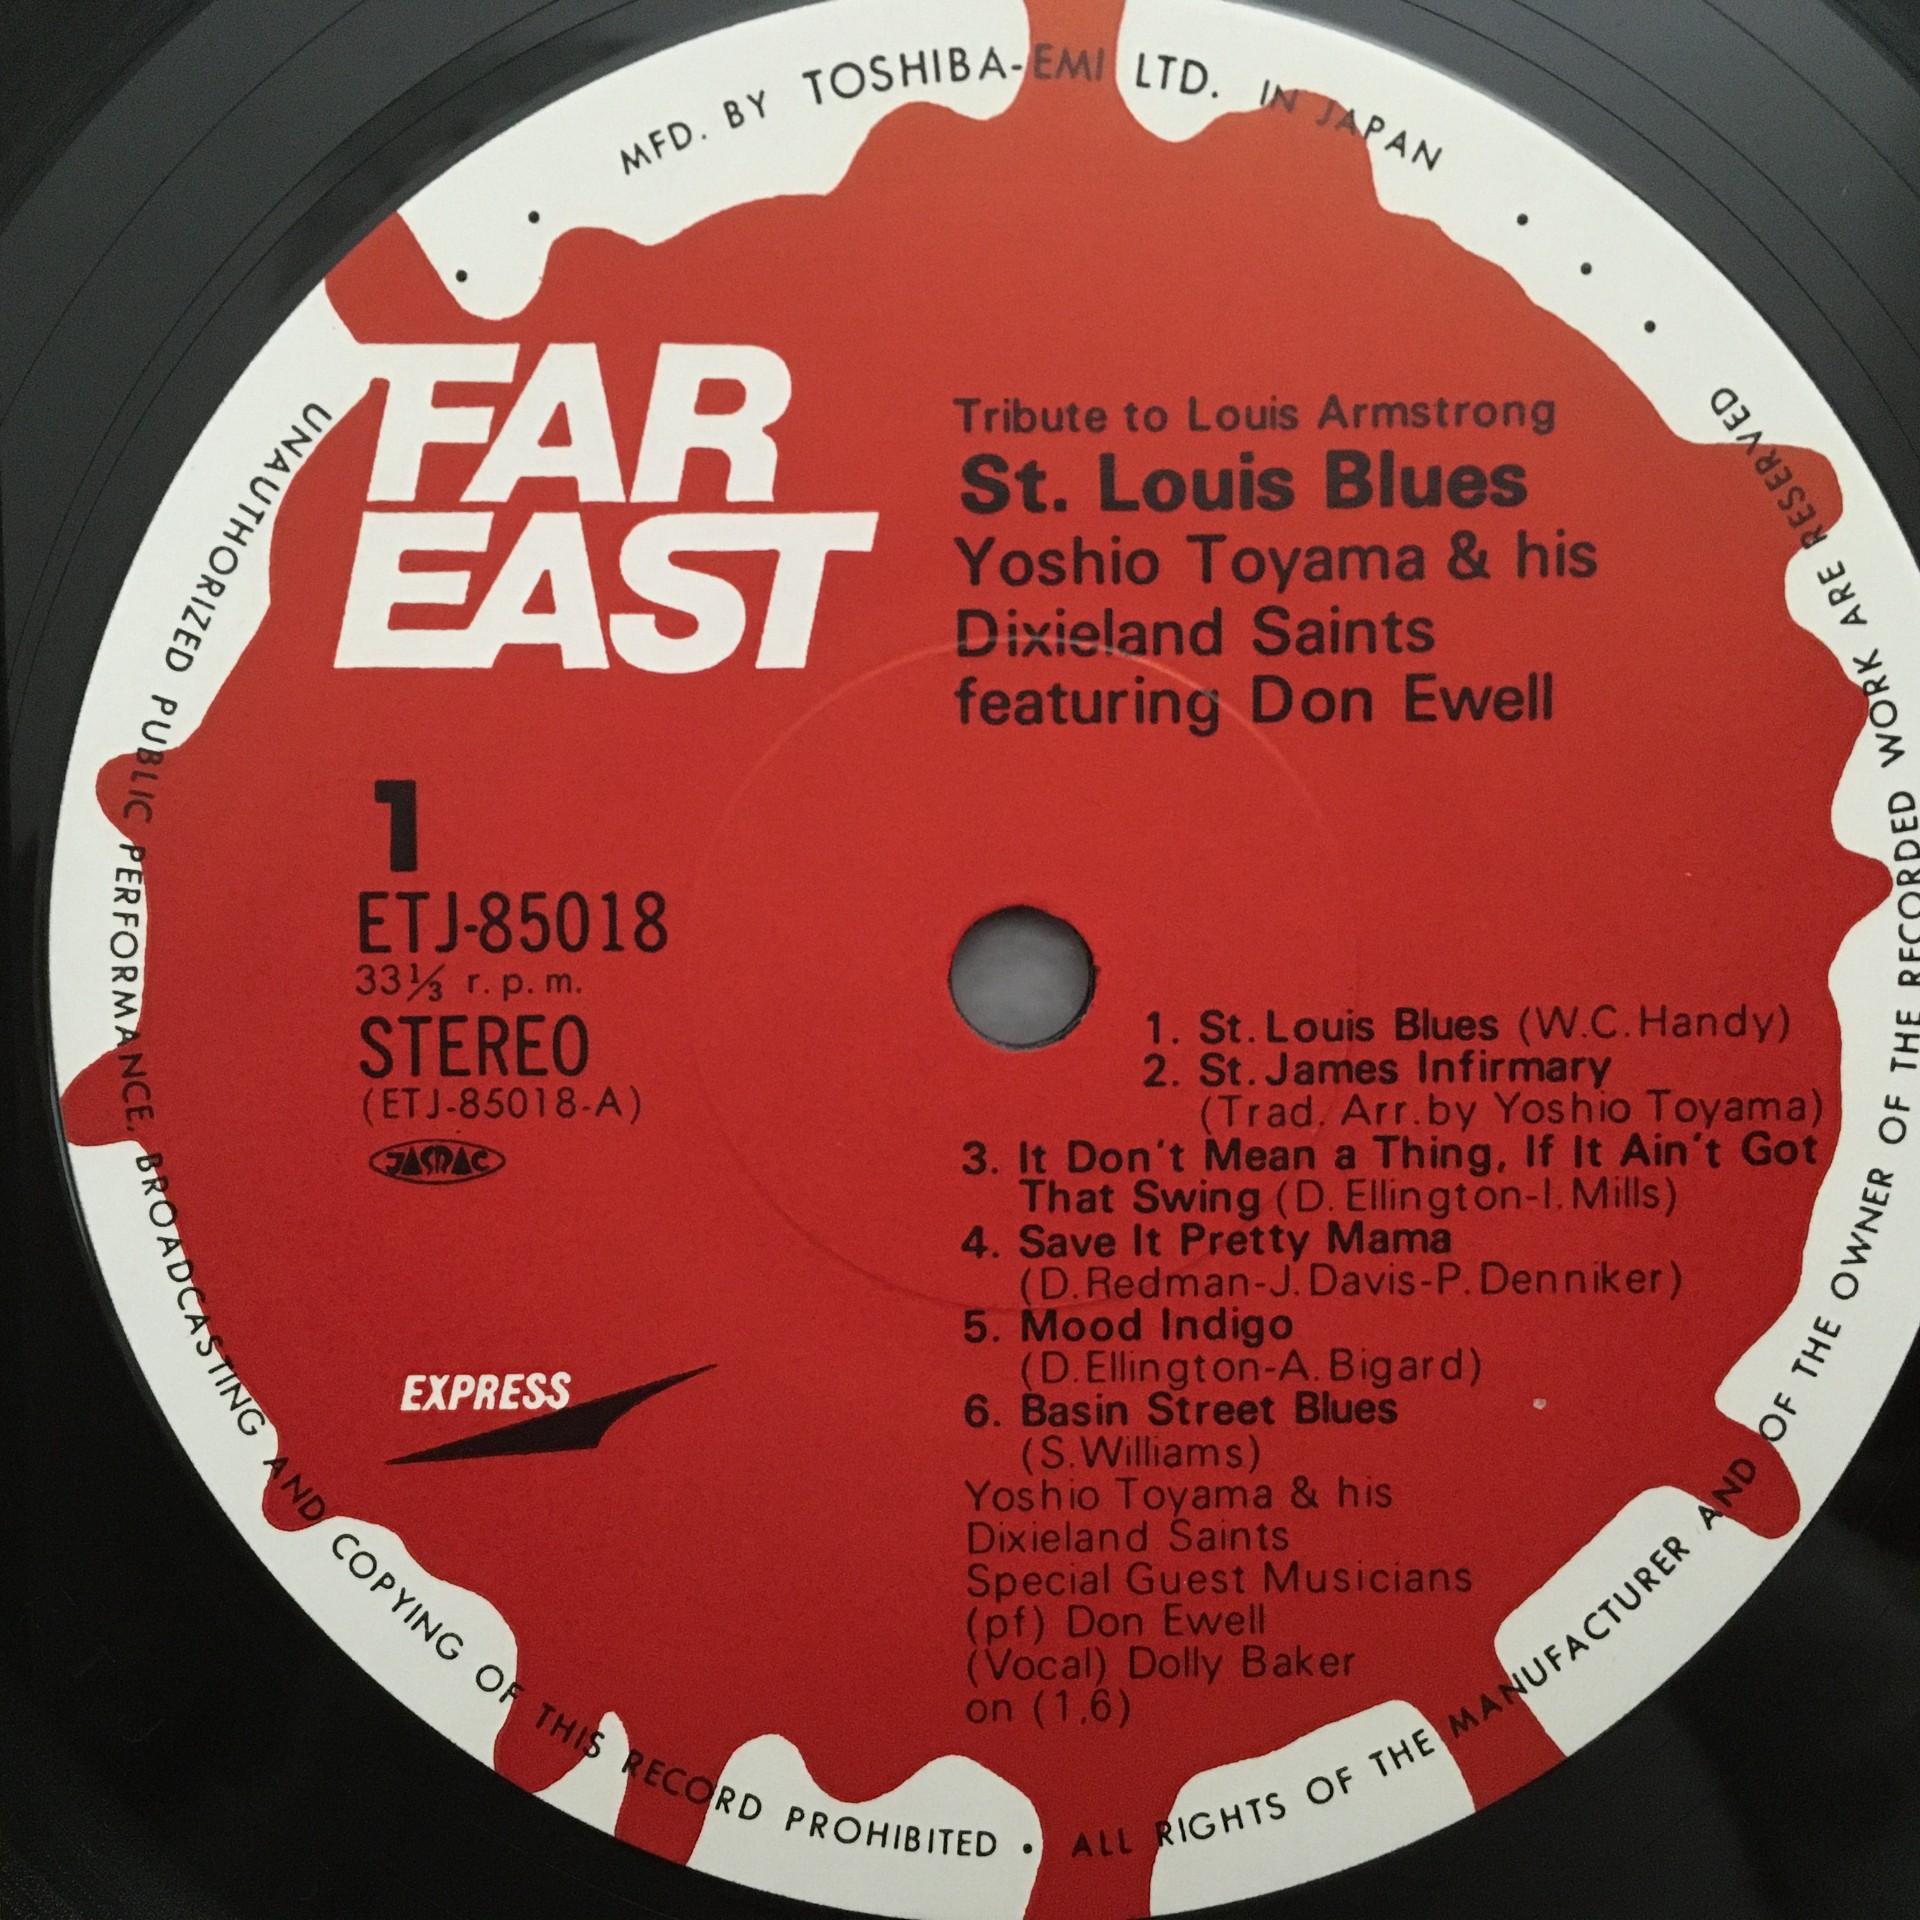 MFD. BY TOSHIBA-EMI LTD. IN JAPAN
FAR
EAST
Tribute to Louis Armstrong
St. Louis Blues
Yoshio Toyama & his
Dixieland Saints
featuring Don Ewell
1
ETJ-85018
33⅓ r.p.m.
STEREO
(ETJ-85018-A)
JASRAC
EXPRESS
1. St. Louis Blues (W.C. Handy)
2. St. James Infirmary
(Trad. Arr. by Yoshio Toyama)
3. It Don't Mean a Thing, If It Ain't Got
That Swing (D. Ellington-I. Mills)
4. Save It Pretty Mama
(D. Redman-J. Davis-P. Denniker)
5. Mood Indigo
(D. Ellington-A. Bigard)
6. Basin Street Blues
(S. Williams)
Yoshio Toyama & his
Dixieland Saints
Special Guest Musicians
(pf) Don Ewell
(Vocal) Dolly Baker
on (1,6)
UNAUTHORIZED PUBLIC PERFORMANCE, BROADCASTING AND COPYING OF THIS RECORD PROHIBITED • ALL RIGHTS OF THE MANUFACTURER AND OF THE OWNER OF THE RECORDED WORK ARE RESERVED